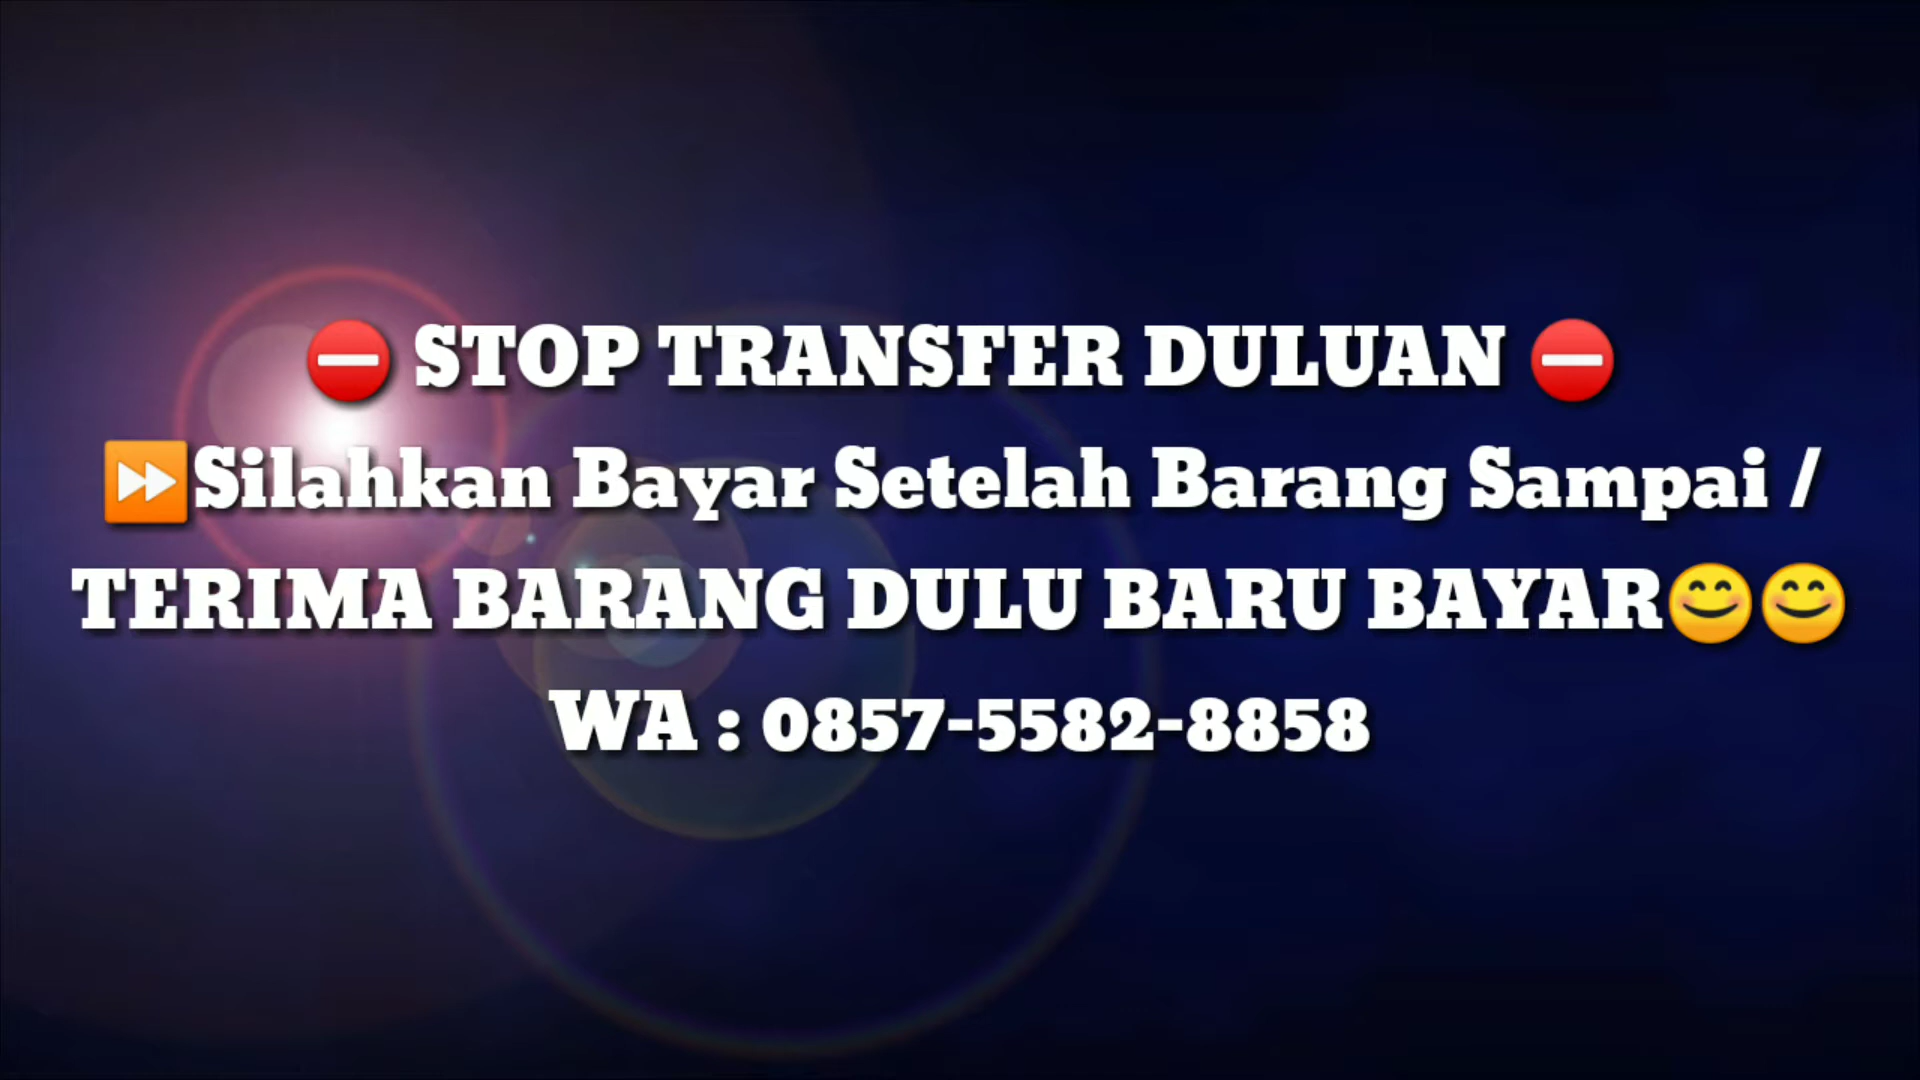 ⛔ STOP TRANSFER DULUAN ⛔
⏩Silahkan Bayar Setelah Barang Sampai /
TERIMA BARANG DULU BARU BAYAR😊😊
WA : 0857-5582-8858